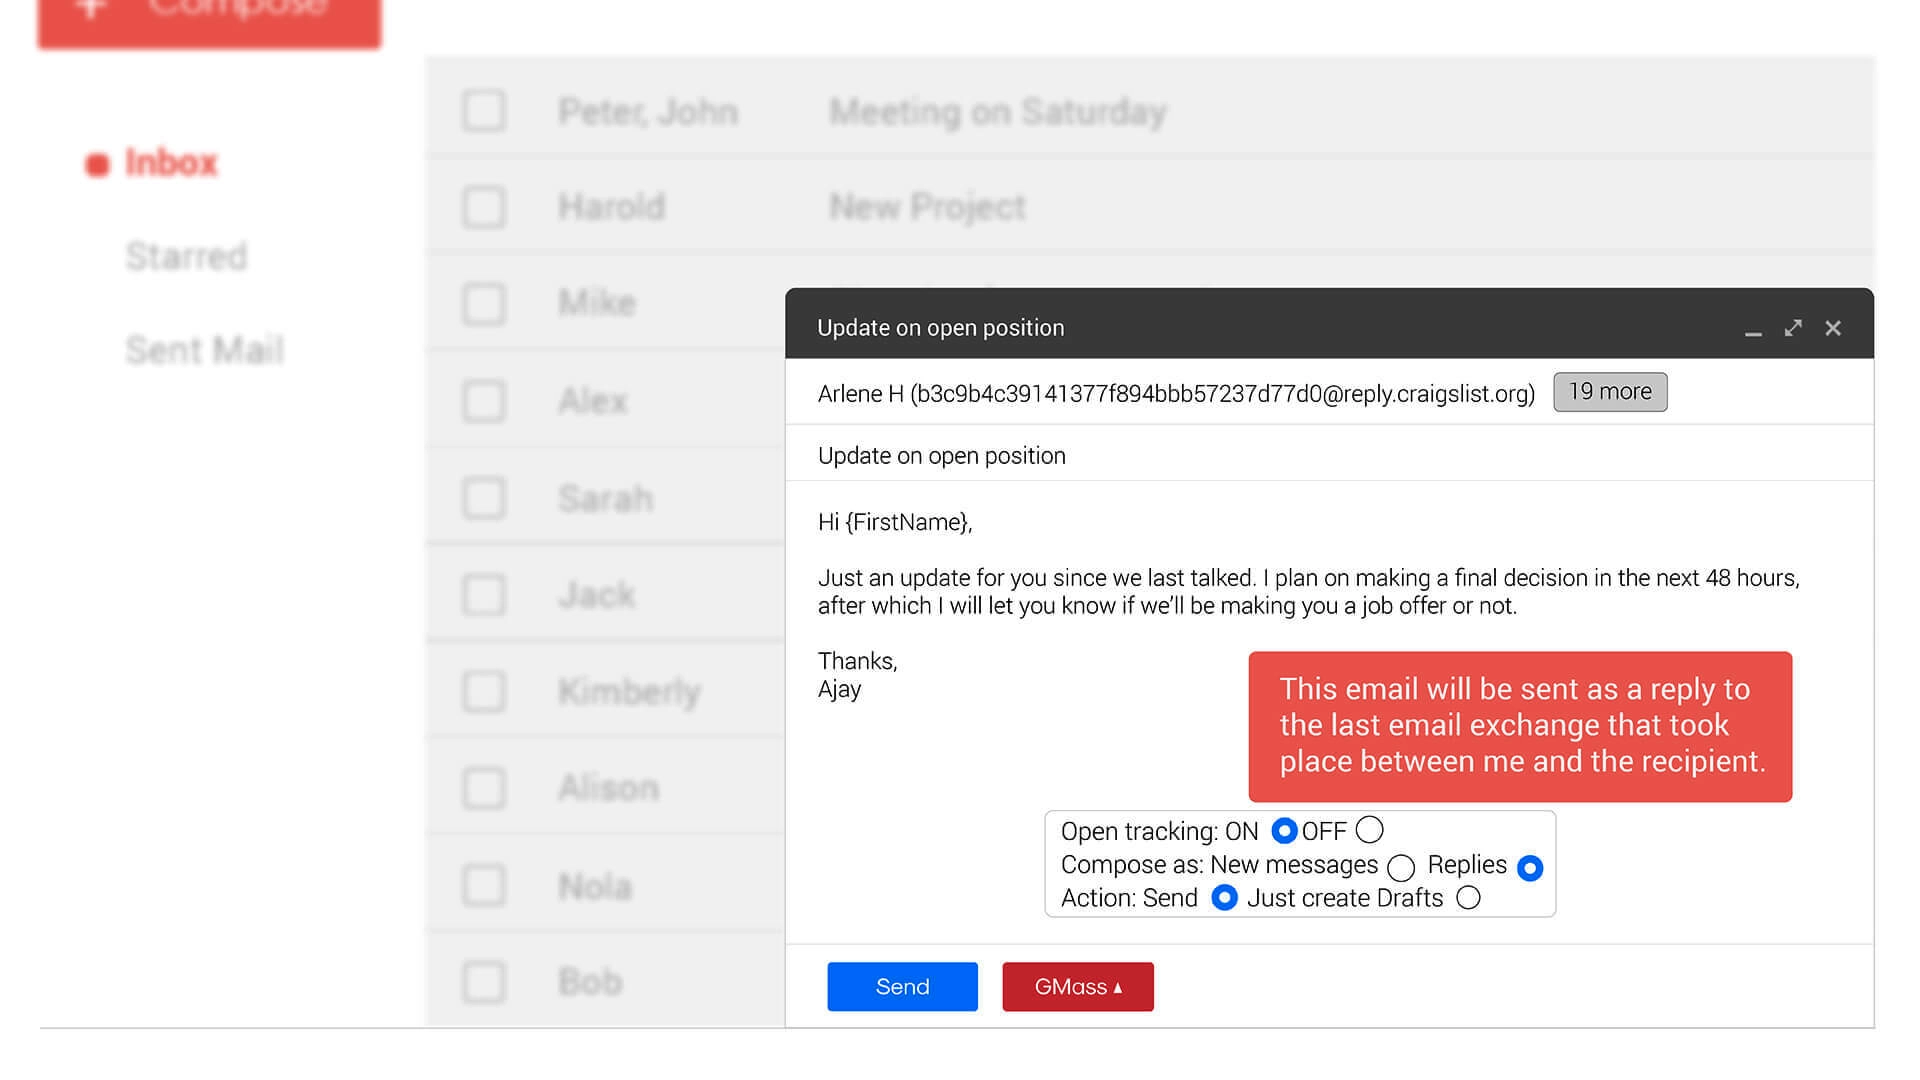 + Compose
Inbox
Starred
Sent Mail
Peter, John Meeting on Saturday
Harold New Project
Mike
Alex
Sarah
Jack
Kimberly
Alison
Nola
Bob
Update on open position
Arlene H (b3c9b4c39141377f894bbb57237d77d0@reply.craigslist.org) 19 more
Update on open position
Hi {FirstName},
Just an update for you since we last talked. I plan on making a final decision in the next 48 hours,
after which I will let you know if we’ll be making you a job offer or not.
Thanks,
Ajay
This email will be sent as a reply to
the last email exchange that took
place between me and the recipient.
Open tracking: ON OFF
Compose as: New messages Replies
Action: Send Just create Drafts
Send GMass ▴